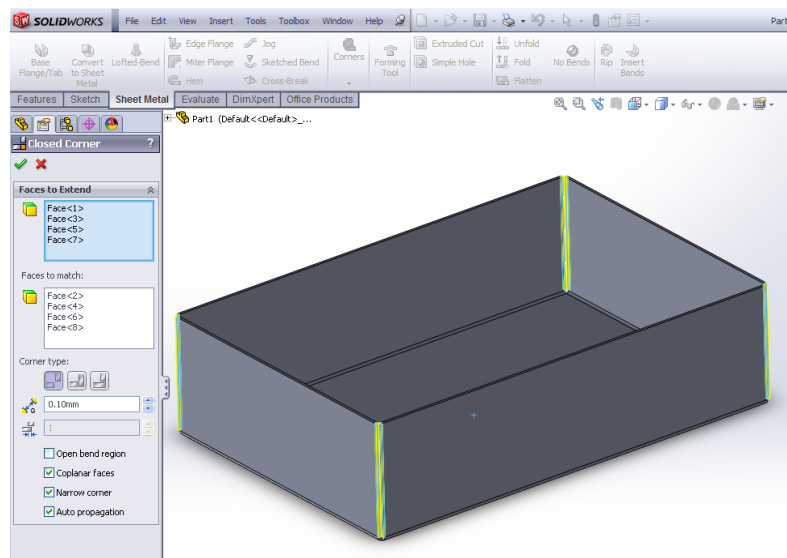 SOLIDWORKS File Edit View Insert Tools Toolbox Window Help Part
Base Flange/Tab
Convert to Sheet Metal
Lofted-Bend
Edge Flange
Miter Flange
Hem
Jog
Sketched Bend
Cross-Break
Corners
Forming Tool
Extruded Cut
Simple Hole
Unfold
Fold
Flatten
No Bends
Rip
Insert Bends
Features Sketch Sheet Metal Evaluate DimXpert Office Products
Part1 (Default<<Default>_...
Closed Corner ?
Faces to Extend
Face<1>
Face<3>
Face<5>
Face<7>
Faces to match:
Face<2>
Face<4>
Face<6>
Face<8>
Corner type:
0.10mm
1
Open bend region
Coplanar faces
Narrow corner
Auto propagation